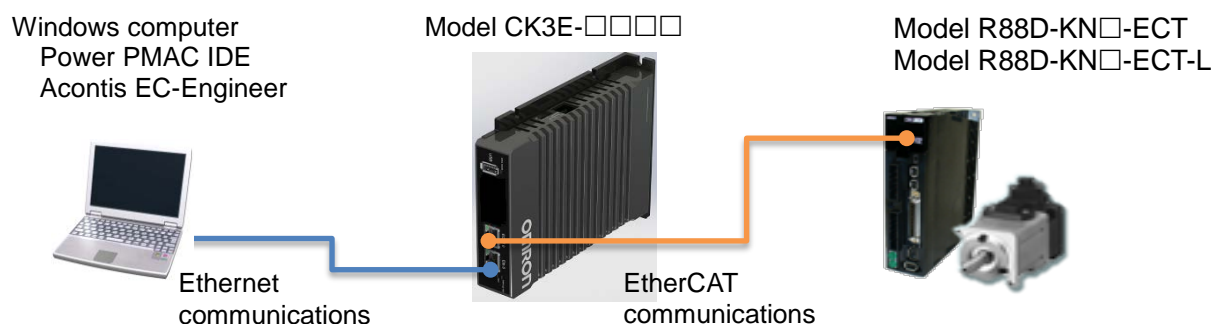 Windows computer
Power PMAC IDE
Acontis EC-Engineer
Model CK3E-□□□□
Model R88D-KN□-ECT
Model R88D-KN□-ECT-L
OMRON
Ethernet
communications
EtherCAT
communications